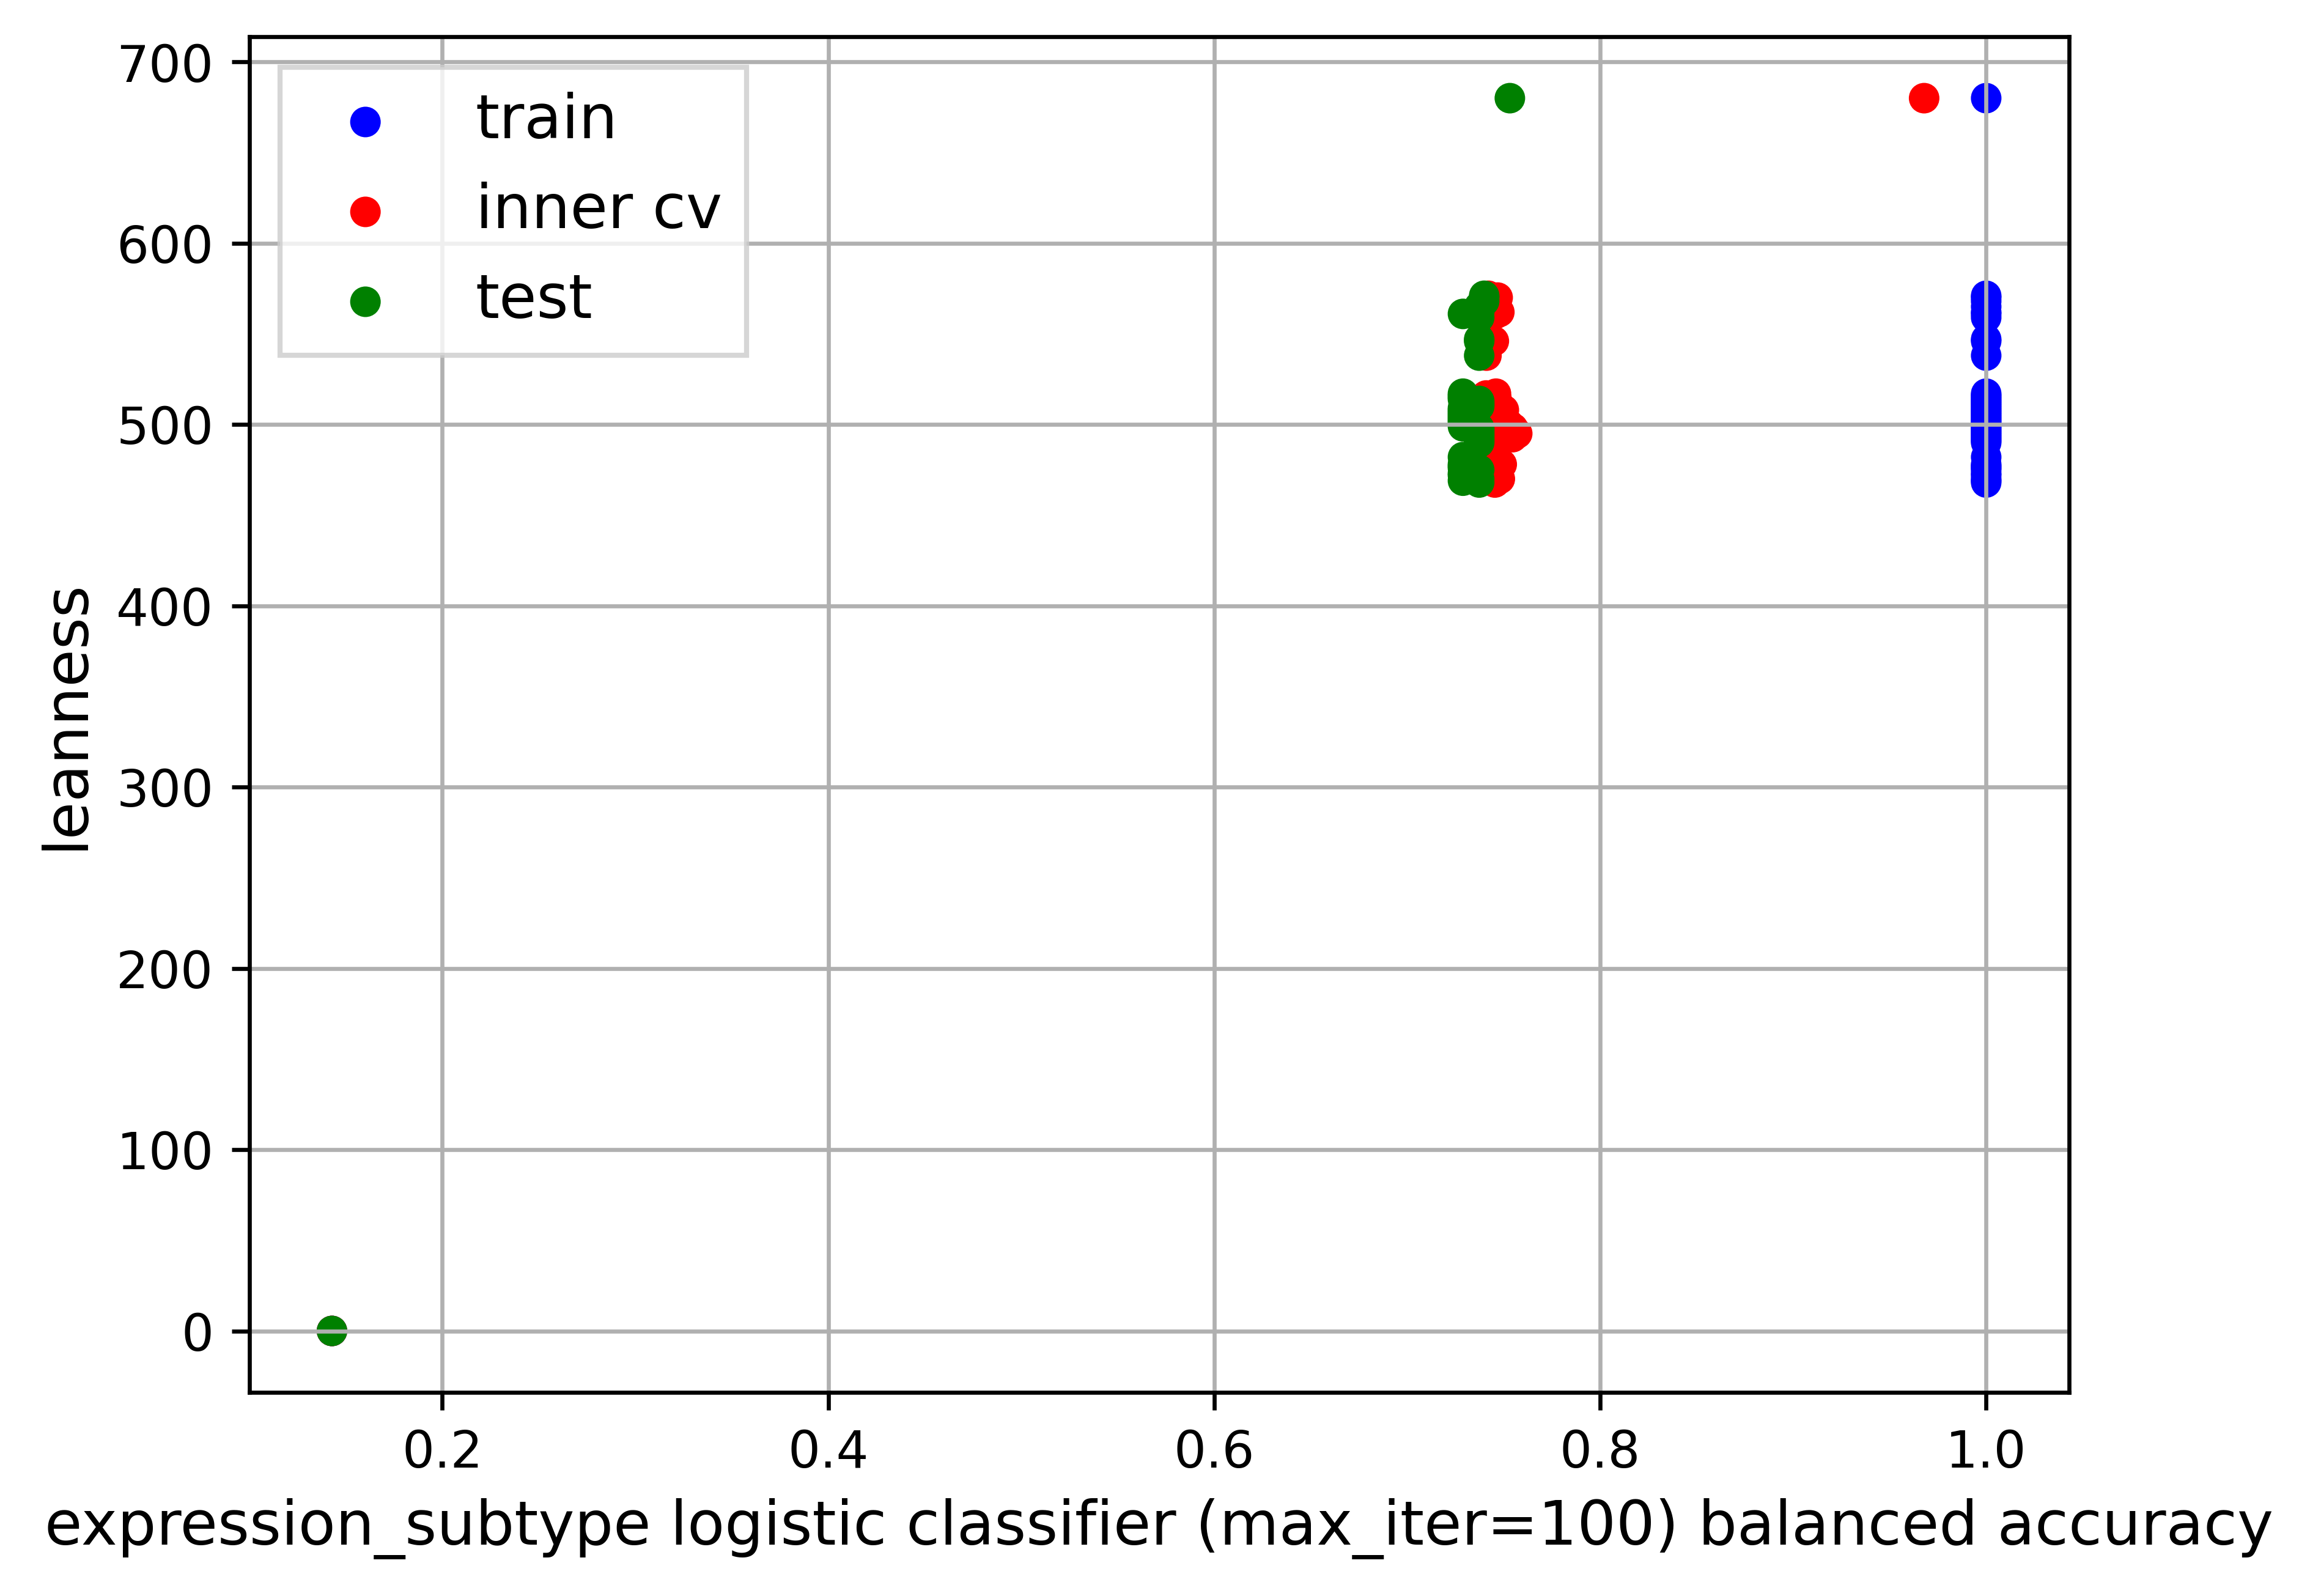 700
600
500
400
300
200
100
0
leanness
train
inner cv
test
0.2 0.4 0.6 0.8 1.0
expression_subtype logistic classifier (max_iter=100) balanced accuracy